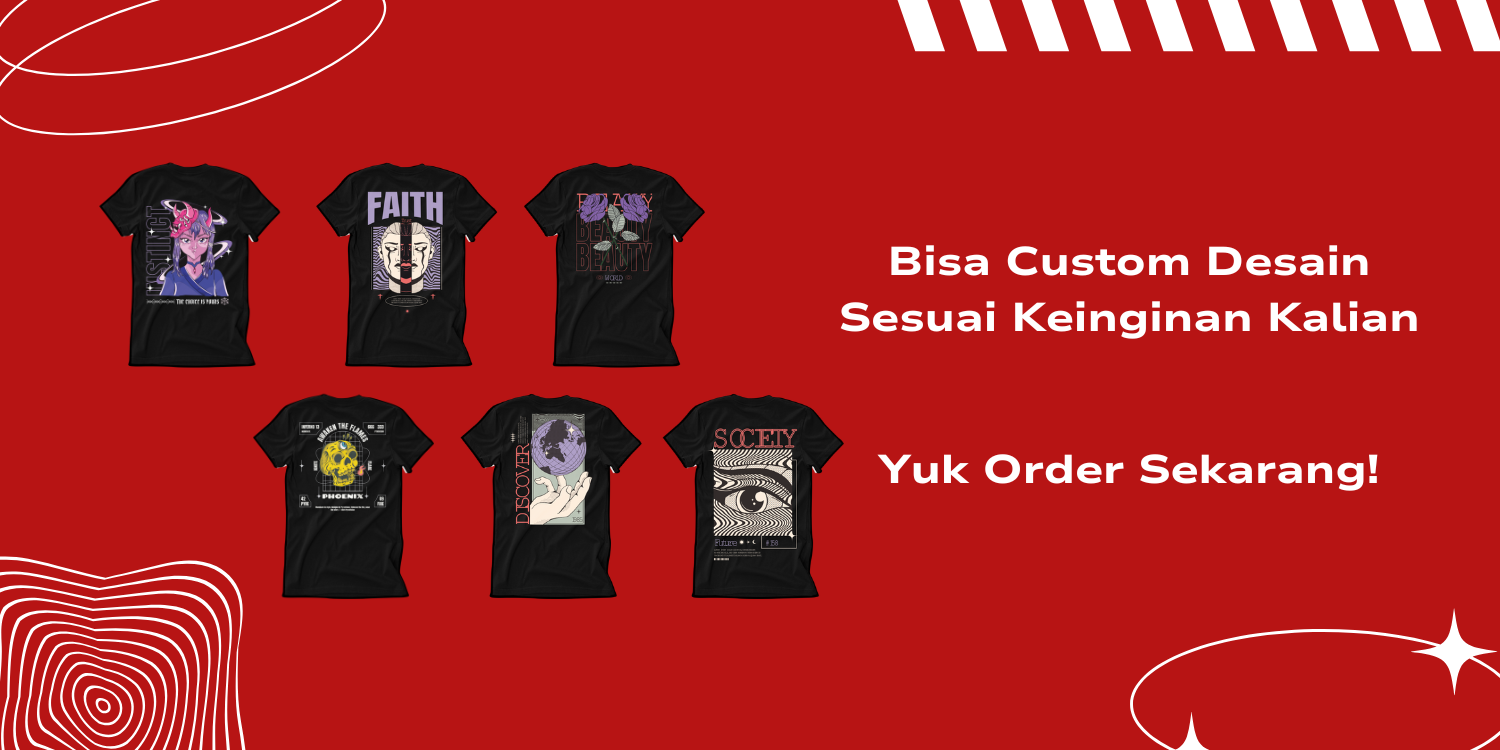 INSTINCT
THE CHOICE IS YOURS
FAITH
BEAUTY
BEAUTY
BEAUTY
WORLD
AWAKEN THE FLAMES
PHOENIX
DISCOVER
SOCIETY
Future
Bisa Custom Desain
Sesuai Keinginan Kalian
Yuk Order Sekarang!